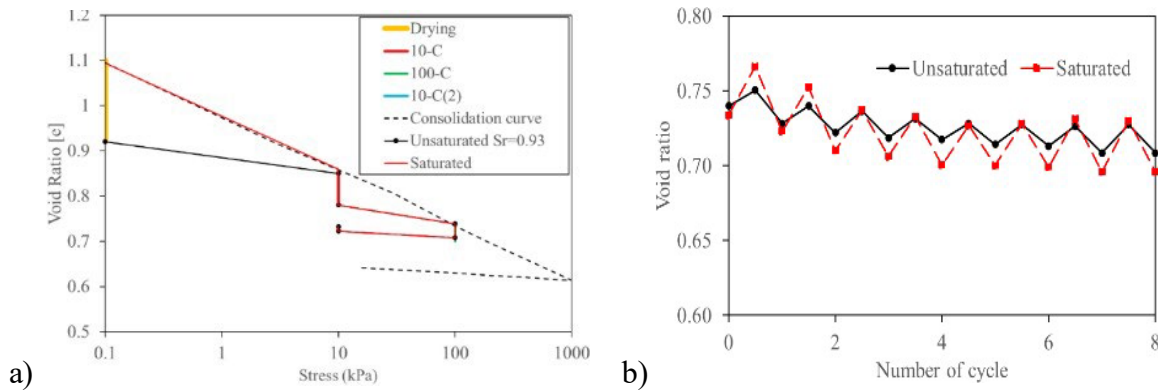 1.2
1.1
1
0.9
0.8
0.7
0.6
0.5
Void Ratio [e]
0.1
1
10
100
1000
Stress (kPa)
Drying
10-C
100-C
10-C(2)
Consolidation curve
Unsaturated Sr=0.93
Saturated
a)
0.80
0.75
0.70
0.65
0.60
Void ratio
0
2
4
6
8
Number of cycle
Unsaturated
Saturated
b)